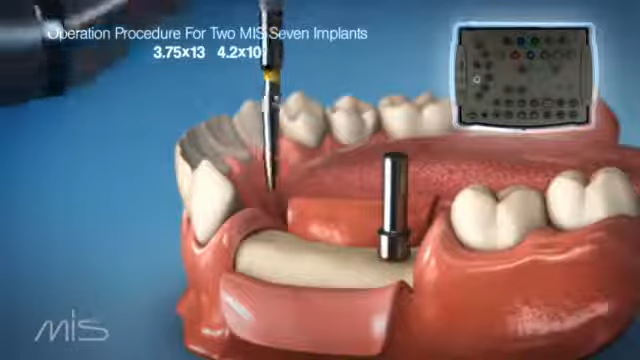 Operation Procedure For Two MIS Seven Implants
3.75x13 4.2x10
mis